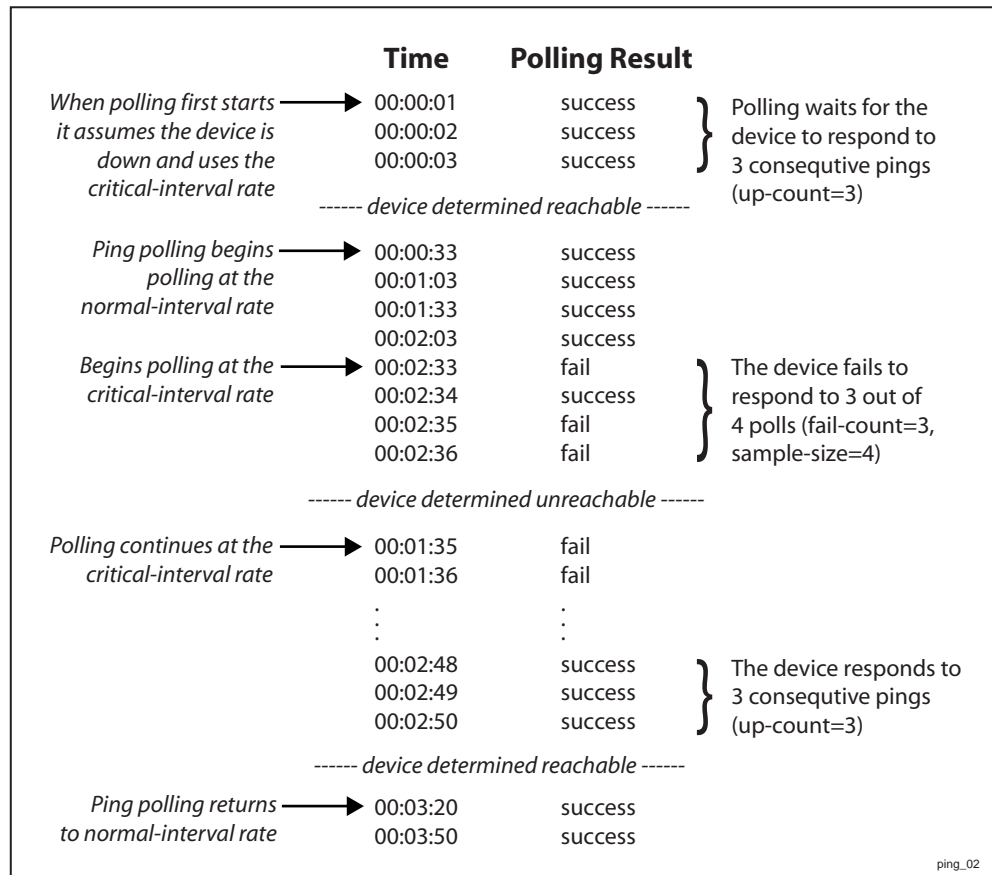 Time Polling Result
When polling first starts 00:00:01 success Polling waits for the
it assumes the device is 00:00:02 success device to respond to
down and uses the 00:00:03 success 3 consequtive pings
critical-interval rate (up-count=3)
------ device determined reachable ------
Ping polling begins 00:00:33 success
polling at the 00:01:03 success
normal-interval rate 00:01:33 success
00:02:03 success
Begins polling at the 00:02:33 fail The device fails to
critical-interval rate 00:02:34 success respond to 3 out of
00:02:35 fail 4 polls (fail-count=3,
00:02:36 fail sample-size=4)
------ device determined unreachable ------
Polling continues at the 00:01:35 fail
critical-interval rate 00:01:36 fail
. .
. .
. .
00:02:48 success The device responds to
00:02:49 success 3 consequtive pings
00:02:50 success (up-count=3)
------ device determined reachable ------
Ping polling returns 00:03:20 success
to normal-interval rate 00:03:50 success
ping_02